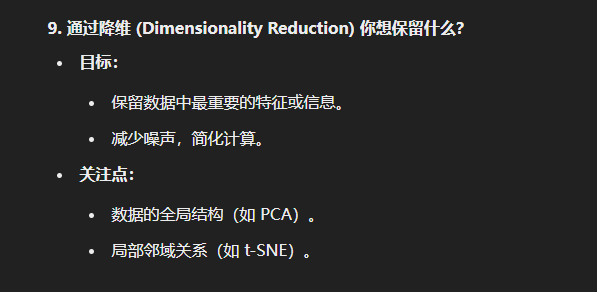 9. 通过降维 (Dimensionality Reduction) 你想保留什么？
• 目标：
• 保留数据中最重要的特征或信息。
• 减少噪声，简化计算。
• 关注点：
• 数据的全局结构（如 PCA）。
• 局部邻域关系（如 t-SNE）。